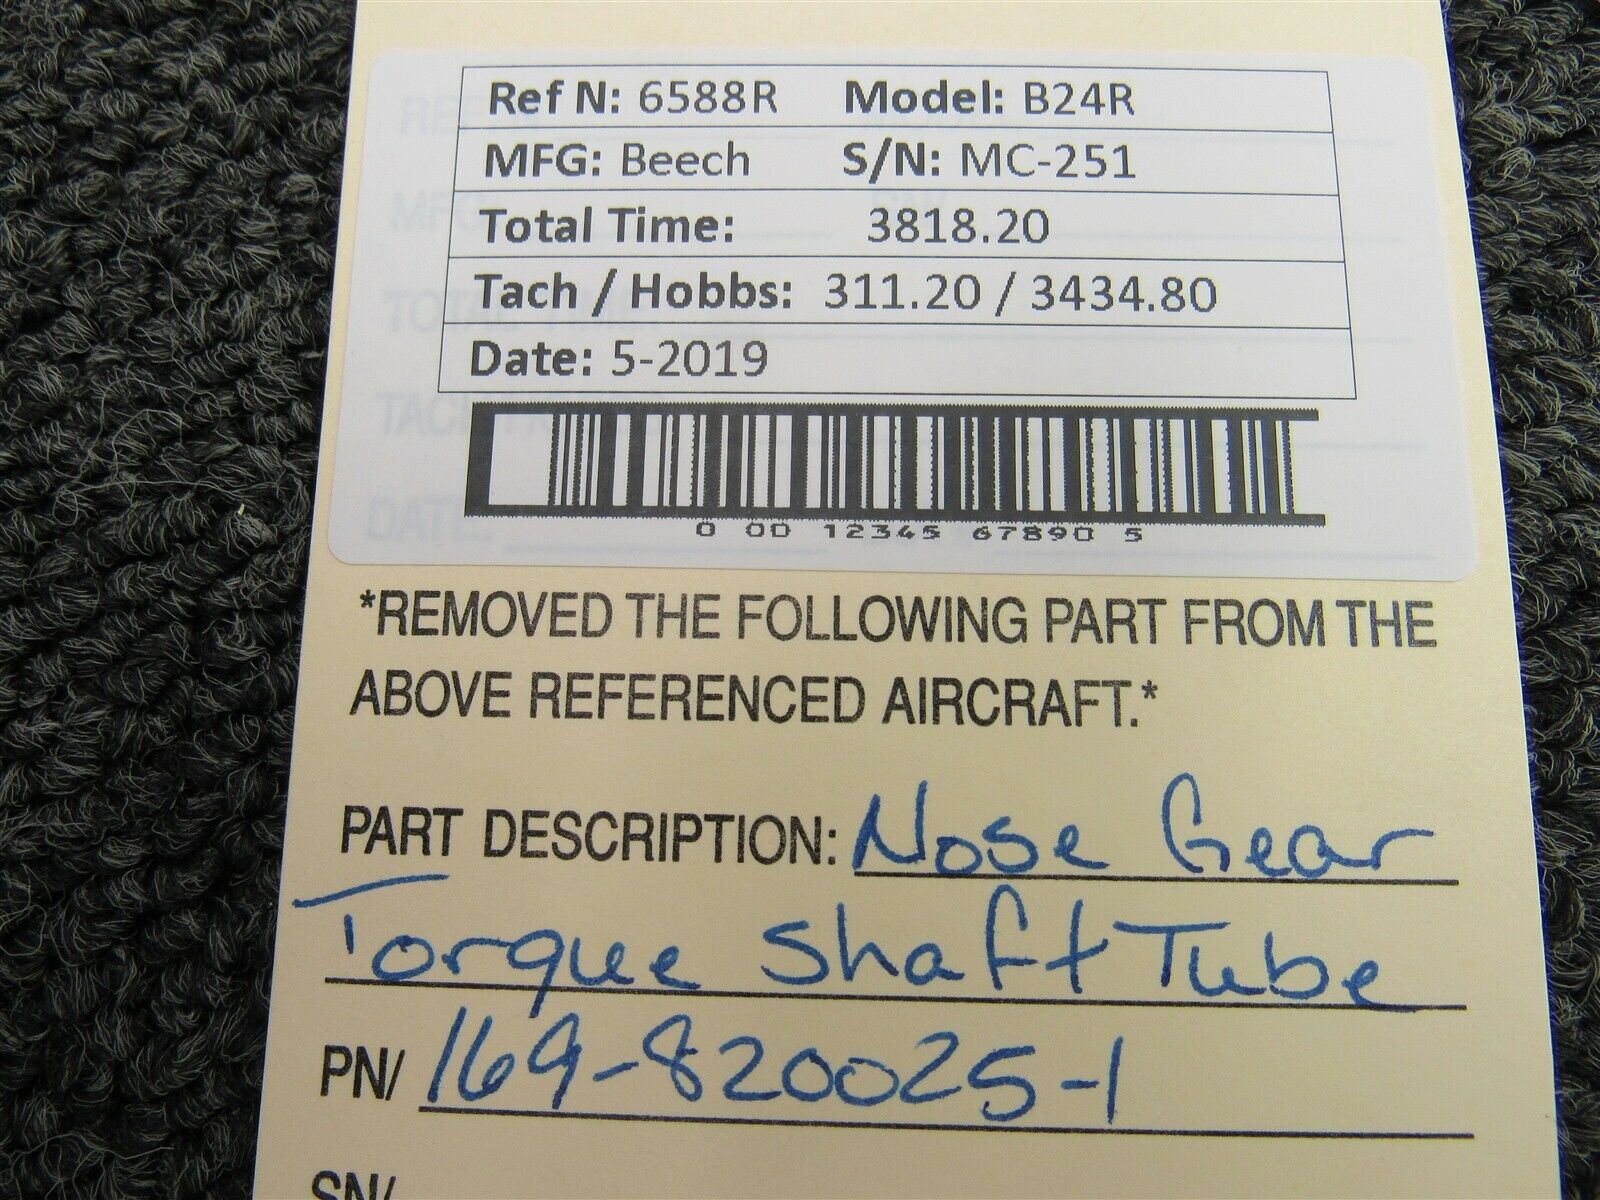 Ref N: 6588R Model: B24R
MFG: Beech S/N: MC-251
Total Time: 3818.20
Tach / Hobbs: 311.20 / 3434.80
Date: 5-2019
0 00 12345 67890 5
*REMOVED THE FOLLOWING PART FROM THE
ABOVE REFERENCED AIRCRAFT.*
PART DESCRIPTION: Nose Gear
Torque Shaft Tube
PN/ 169-820025-1
SN/